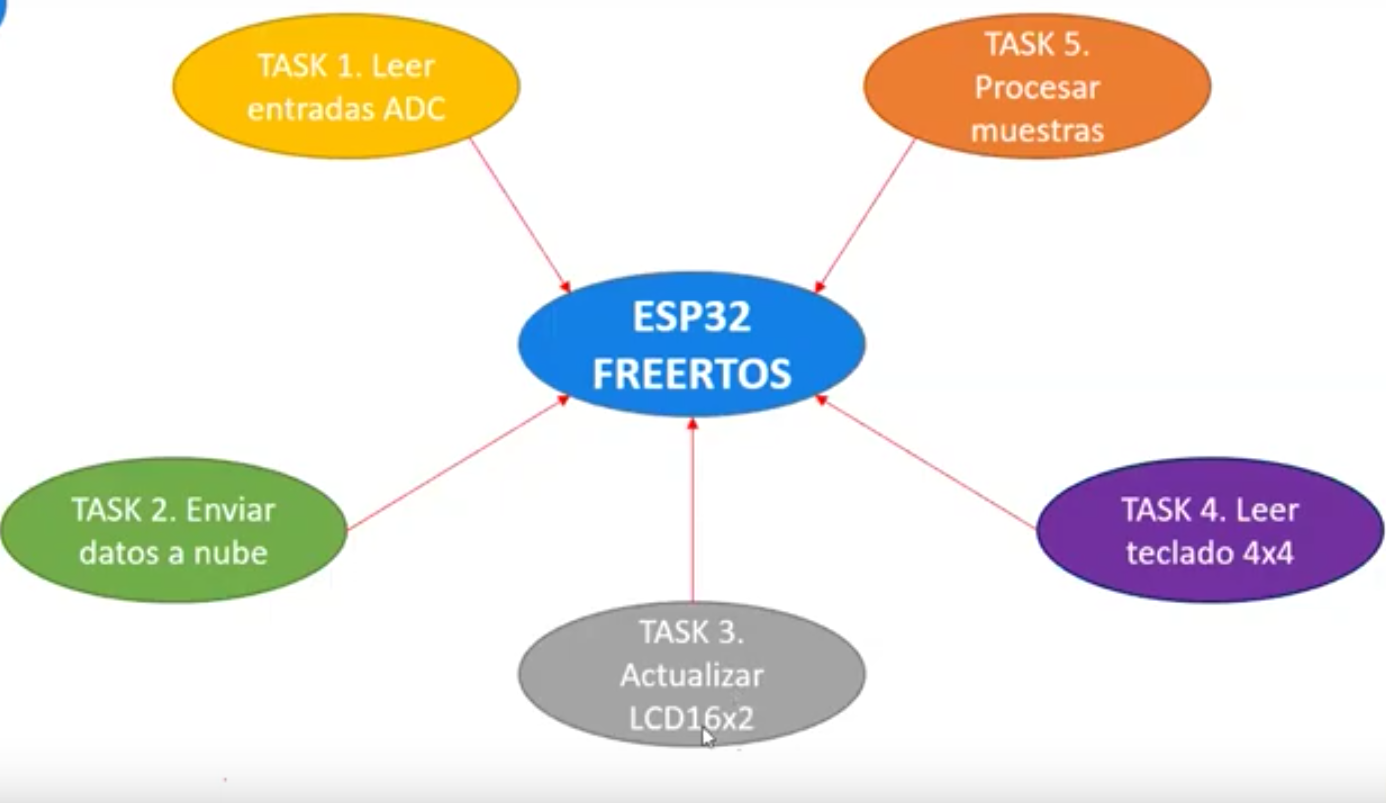 TASK 1. Leer
entradas ADC
TASK 5.
Procesar
muestras
ESP32
FREERTOS
TASK 2. Enviar
datos a nube
TASK 4. Leer
teclado 4x4
TASK 3.
Actualizar
LCD16x2